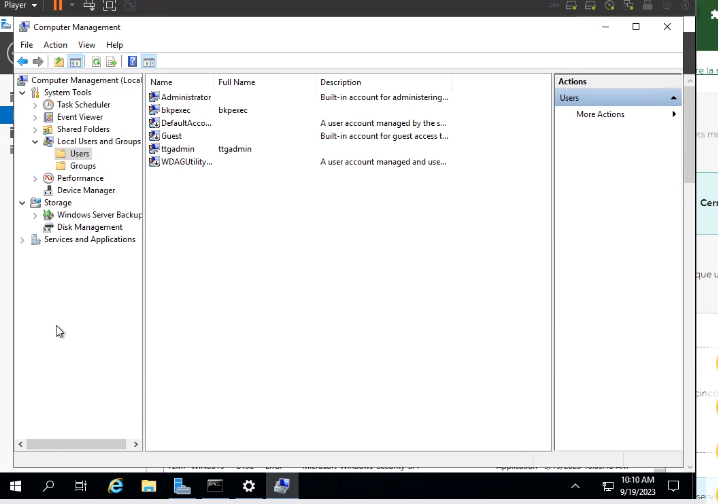 Player
Computer Management
File Action View Help
Computer Management (Local
System Tools
Task Scheduler
Event Viewer
Shared Folders
Local Users and Groups
Users
Groups
Performance
Device Manager
Storage
Windows Server Backup
Disk Management
Services and Applications
Name Full Name Description
Administrator Built-in account for administering...
bkpexec bkpexec
DefaultAcco... A user account managed by the s...
Guest Built-in account for guest access t...
ttgadmin ttgadmin
WDAGUtility... A user account managed and use...
Actions
Users
More Actions
Cerr
que u
10:10 AM
9/19/2023